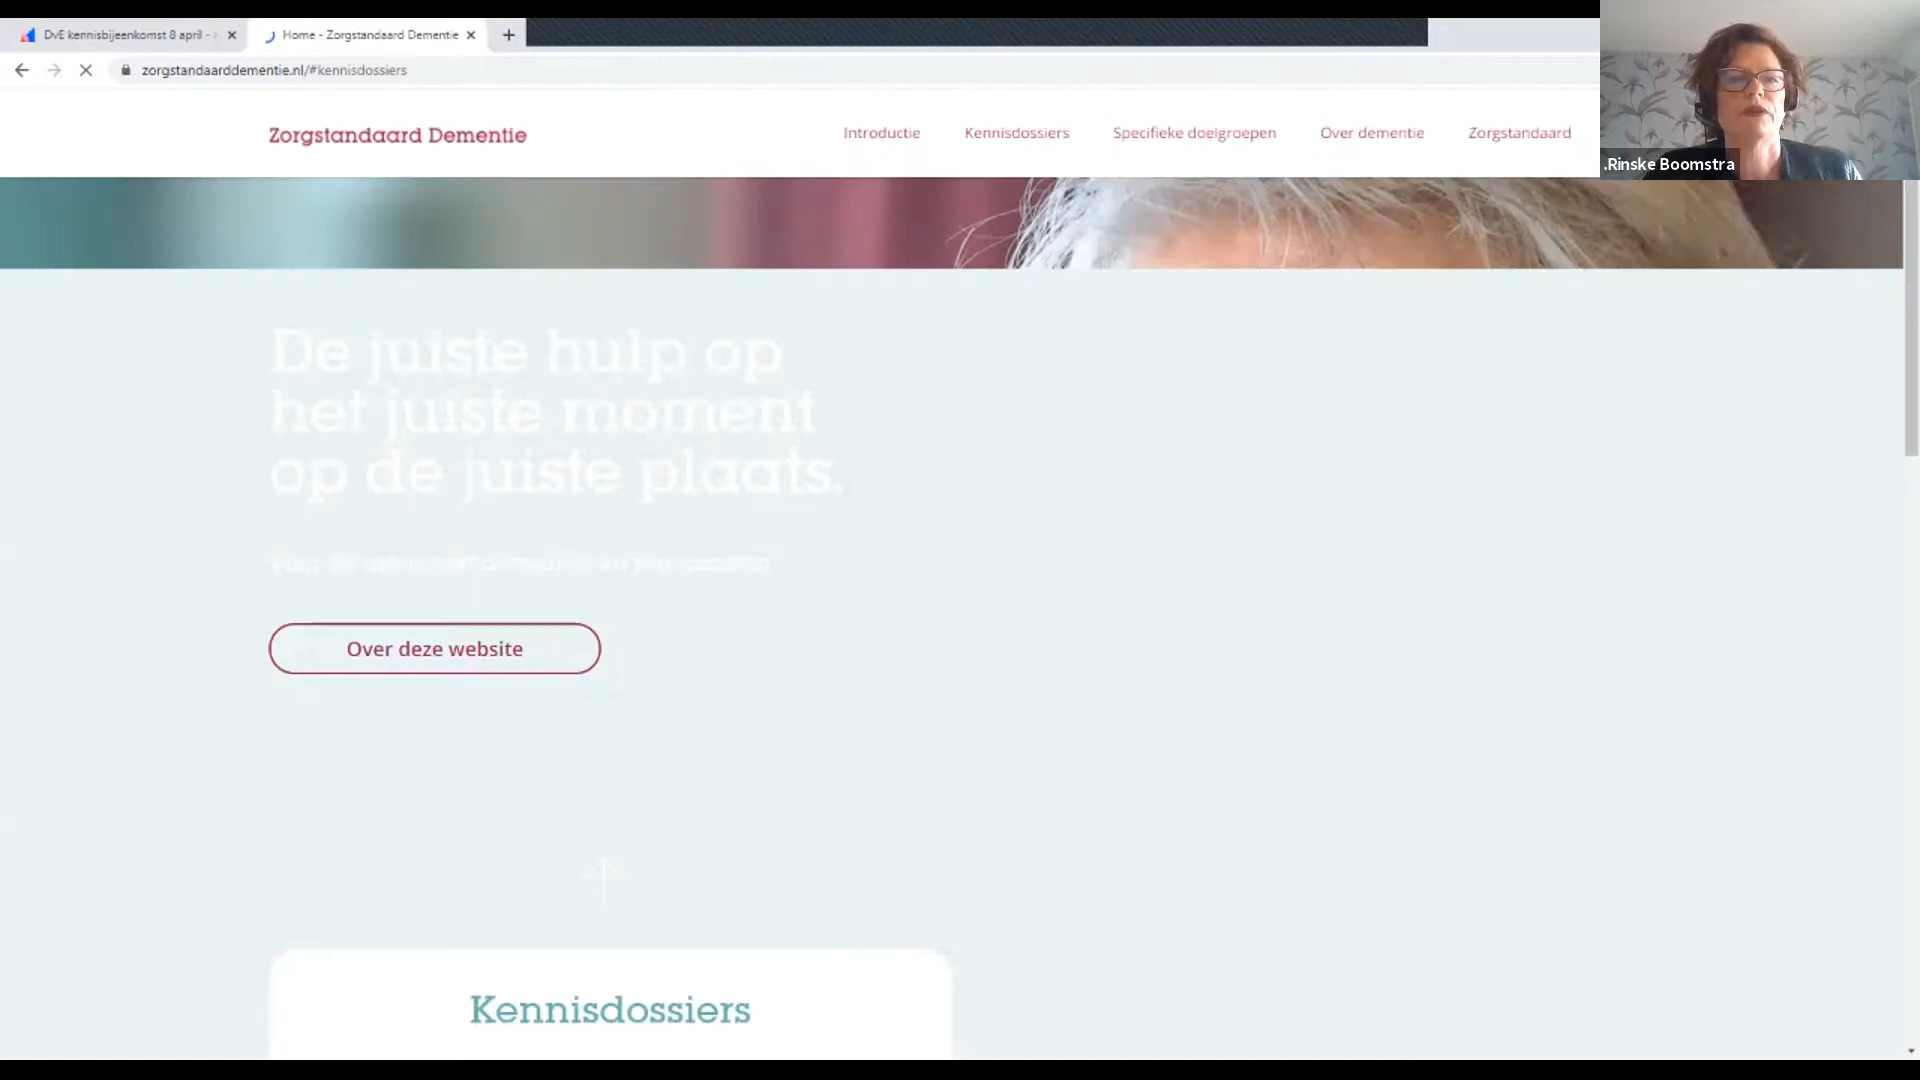 DvE kennisbijeenkomst 8 april -
Home - Zorgstandaard Dementie
zorgstandaarddementie.nl/#kennisdossiers
Zorgstandaard Dementie
Introductie
Kennisdossiers
Specifieke doelgroepen
Over dementie
Zorgstandaard
.Rinske Boomstra
De juiste hulp op
het juiste moment
op de juiste plaats.
Over deze website
Kennisdossiers